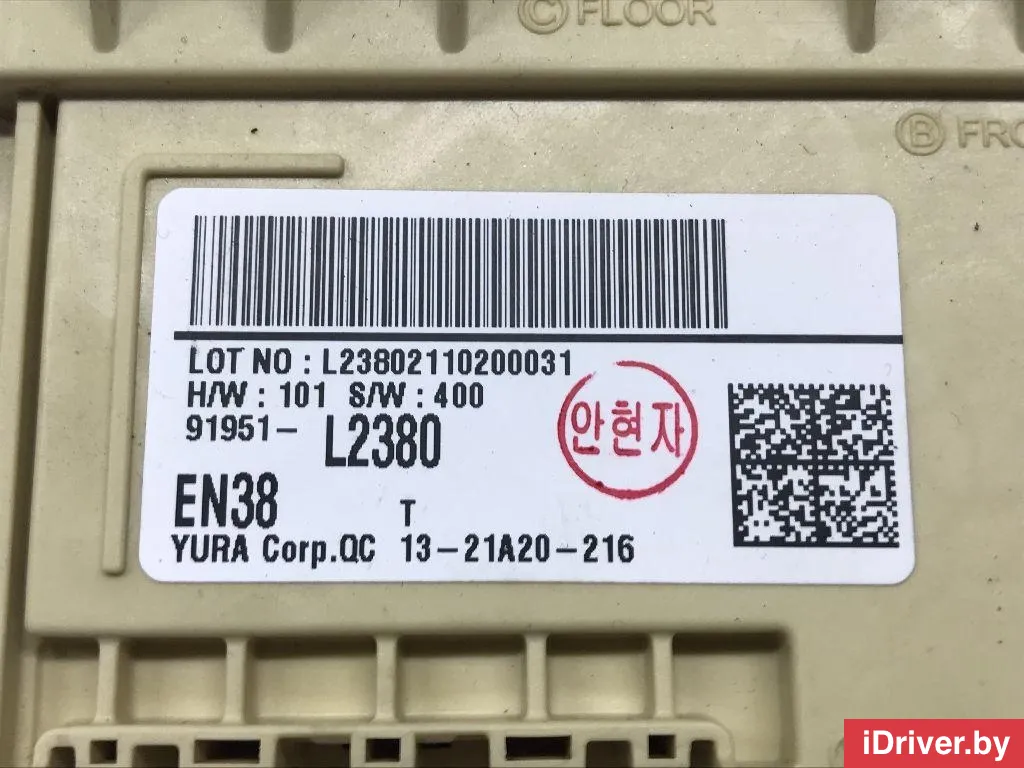 Ⓒ FLOOR
Ⓑ FRO
LOT NO : L23802110200031
H/W : 101 S/W : 400
91951- L2380
안현자
EN38 T
YURA Corp.QC 13-21A20-216
iDriver.by